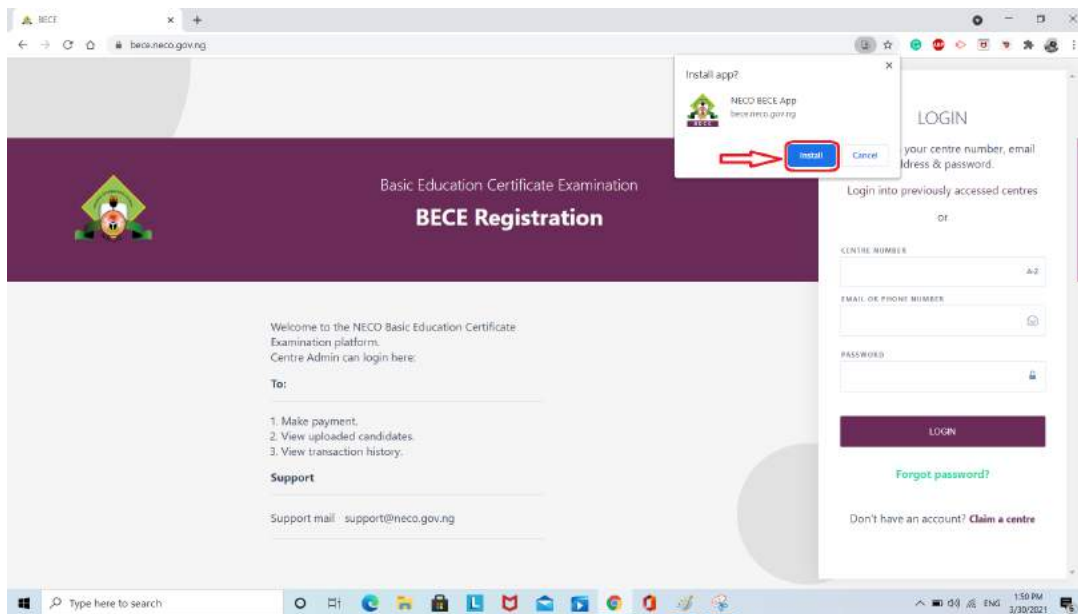 BECE
bece.neco.gov.ng
Install app?
NECO BECE App
bece.neco.gov.ng
Install
Cancel
BECE
Basic Education Certificate Examination
BECE Registration
LOGIN
your centre number, email
ddress & password.
Login into previously accessed centres
or
CENTRE NUMBER
A-Z
EMAIL OR PHONE NUMBER
PASSWORD
LOGIN
Forgot password?
Don't have an account? Claim a centre
Welcome to the NECO Basic Education Certificate
Examination platform.
Centre Admin can login here:
To:
1. Make payment.
2. View uploaded candidates.
3. View transaction history.
Support
Support mail support@neco.gov.ng
Type here to search
ENG
1:50 PM
3/30/2021